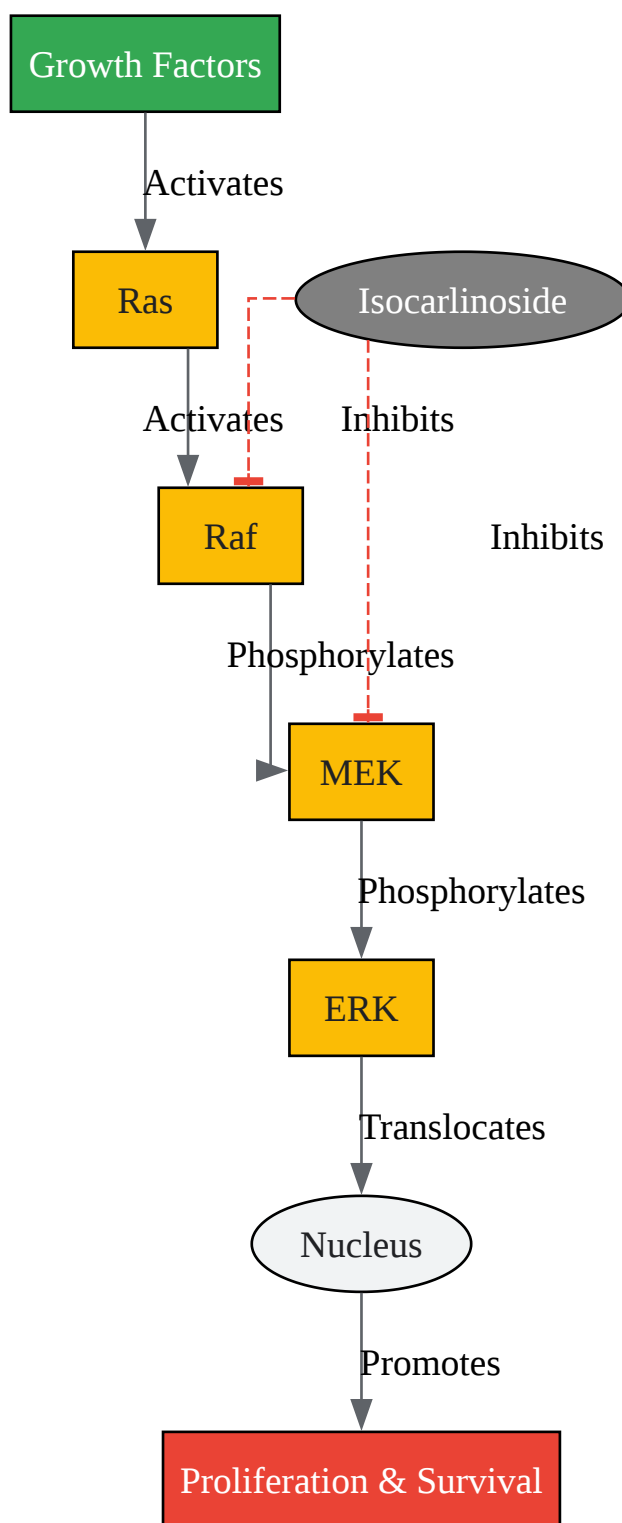 Growth Factors
Activates
Ras
Isocarlinoside
Activates
Inhibits
Raf
Inhibits
Phosphorylates
MEK
Phosphorylates
ERK
Translocates
Nucleus
Promotes
Proliferation & Survival